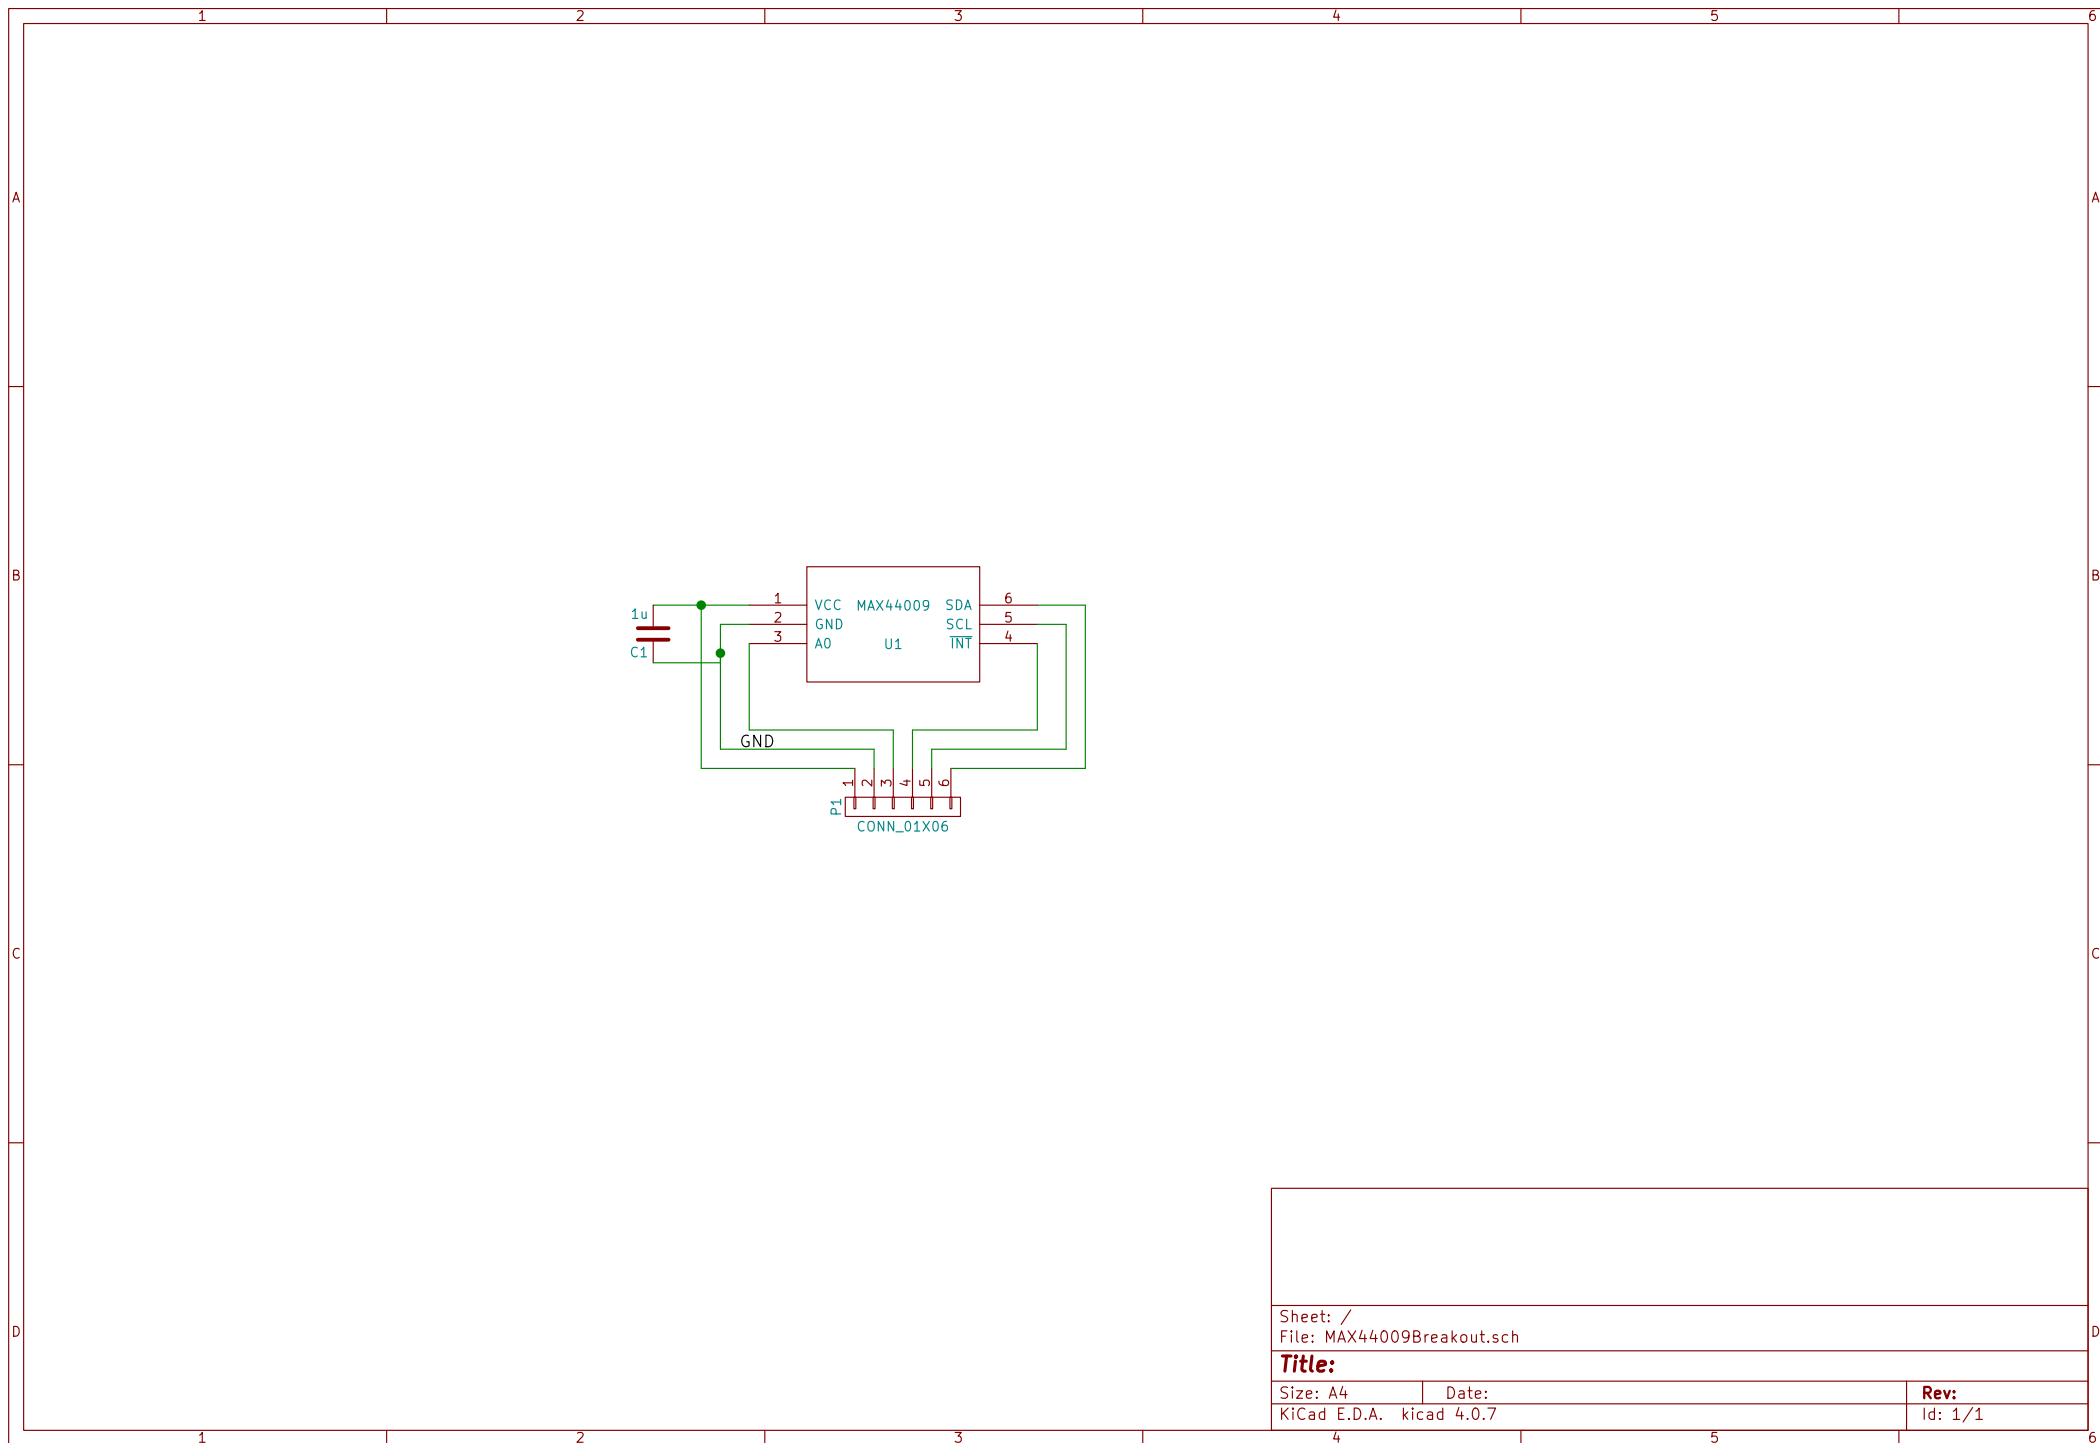 1 2 3 4 5 6
A A
B B
1u
C1
1 VCC MAX44009 SDA 6
2 GND SCL 5
3 A0 U1 INT 4
GND
1 2 3 4 5 6
P1
CONN_01X06
C C
D D
Sheet: /
File: MAX44009Breakout.sch
Title:
Size: A4 Date: Rev:
KiCad E.D.A. kicad 4.0.7 Id: 1/1
1 2 3 4 5 6